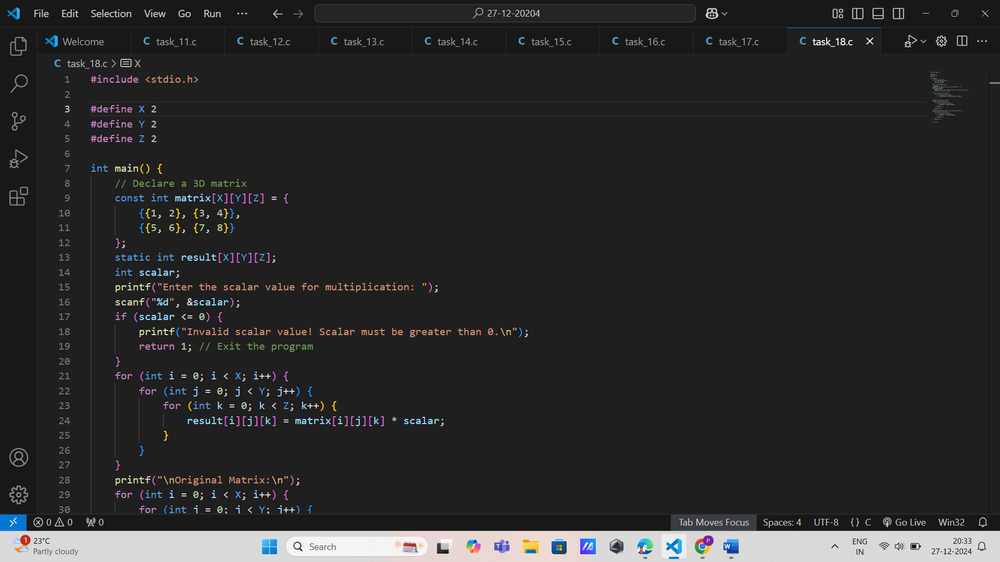 File Edit Selection View Go Run ··· 27-12-20204
Welcome task_11.c task_12.c task_13.c task_14.c task_15.c task_16.c task_17.c task_18.c
task_18.c > X
1 #include <stdio.h>
2
3 #define X 2
4 #define Y 2
5 #define Z 2
6
7 int main() {
8 // Declare a 3D matrix
9 const int matrix[X][Y][Z] = {
10 {{1, 2}, {3, 4}},
11 {{5, 6}, {7, 8}}
12 };
13 static int result[X][Y][Z];
14 int scalar;
15 printf("Enter the scalar value for multiplication: ");
16 scanf("%d", &scalar);
17 if (scalar <= 0) {
18 printf("Invalid scalar value! Scalar must be greater than 0.\n");
19 return 1; // Exit the program
20 }
21 for (int i = 0; i < X; i++) {
22 for (int j = 0; j < Y; j++) {
23 for (int k = 0; k < Z; k++) {
24 result[i][j][k] = matrix[i][j][k] * scalar;
25 }
26 }
27 }
28 printf("\nOriginal Matrix:\n");
29 for (int i = 0; i < X; i++) {
30 for (int j = 0; j < Y; j++) {
0 0 0 Tab Moves Focus Spaces: 4 UTF-8 {} C Go Live Win32
1 23°C
Partly cloudy
Search
ENG
IN
20:33
27-12-2024